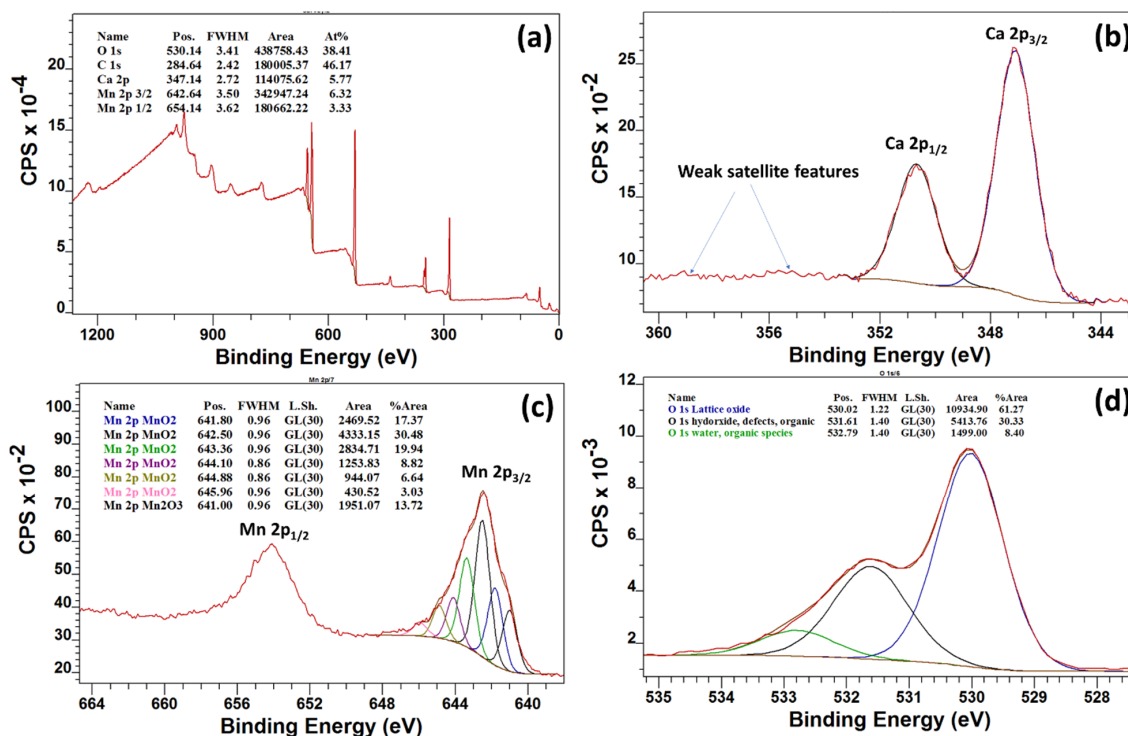 (a)
Name Pos. FWHM Area At%
O 1s 530.14 3.41 438758.43 38.41
C 1s 284.64 2.42 180005.37 46.17
Ca 2p 347.14 2.72 114075.62 5.77
Mn 2p 3/2 642.64 3.50 342947.24 6.32
Mn 2p 1/2 654.14 3.62 180662.22 3.33
CPS x 10-4
15
10
5
0
1200 900 600 300 0
Binding Energy (eV)
(b)
Ca 2p3/2
Ca 2p1/2
Weak satellite features
CPS x 10-2
25
20
15
10
360 356 352 348 344
Binding Energy (eV)
Mn 2p/7
(c)
Name Pos. FWHM L.Sh. Area %Area
Mn 2p MnO2 641.80 0.96 GL(30) 2469.52 17.37
Mn 2p MnO2 642.50 0.96 GL(30) 4333.15 30.48
Mn 2p MnO2 643.36 0.96 GL(30) 2834.71 19.94
Mn 2p MnO2 644.10 0.86 GL(30) 1253.83 8.82
Mn 2p MnO2 644.88 0.86 GL(30) 944.07 6.64
Mn 2p MnO2 645.96 0.96 GL(30) 430.52 3.03
Mn 2p Mn2O3 641.00 0.96 GL(30) 1951.07 13.72
Mn 2p3/2
Mn 2p1/2
CPS x 10-2
100
90
80
70
60
50
40
30
20
664 660 656 652 648 644 640
Binding Energy (eV)
O 1s/6
(d)
Name Pos. FWHM L.Sh. Area %Area
O 1s Lattice oxide 530.02 1.22 GL(30) 10934.90 61.27
O 1s hydorxide, defects, organic 531.61 1.40 GL(30) 5413.76 30.33
O 1s water, organic species 532.79 1.40 GL(30) 1499.00 8.40
CPS x 10-3
12
10
8
6
4
2
535 534 533 532 531 530 529 528
Binding Energy (eV)